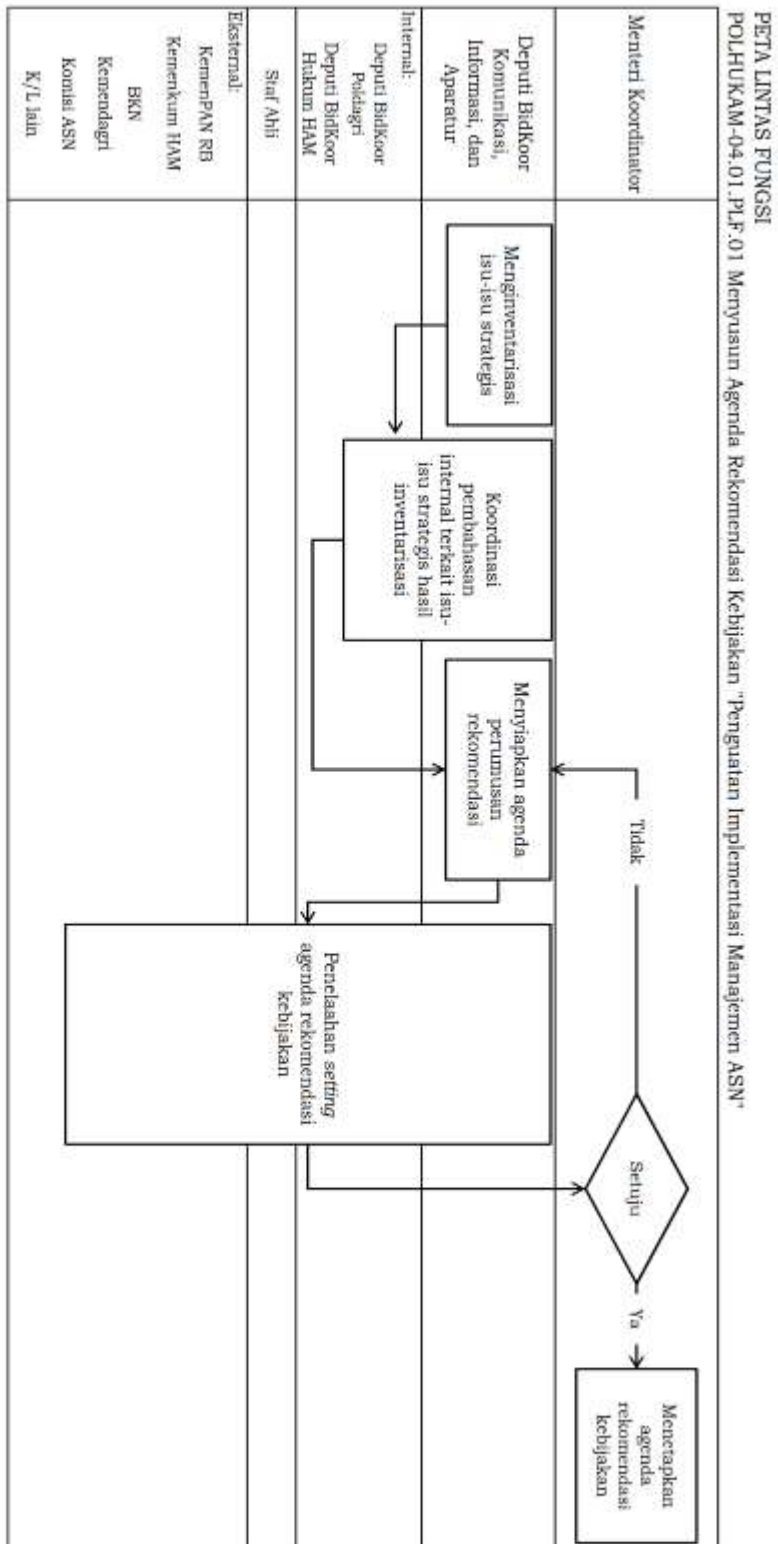 PETA LINTAS FUNGSI
POLHUKAM-04.01.PLF.01 Menyusun Agenda Rekomendasi Kebijakan "Penguatan Implementasi Manajemen ASN"
Menteri Koordinator
Tidak
Setuju
Ya
Menetapkan
agenda
rekomendasi
kebijakan
Deputi BidKoor
Komunikasi,
Informasi, dan
Aparatur
Menginventarisasi
isu-isu strategis
Koordinasi
pembahasan
internal terkait isu-
isu strategis hasil
inventarisasi
Menyiapkan agenda
perumusan
rekomendasi
Penelaahan setting
agenda rekomendasi
kebijakan
Internal:
Deputi BidKoor
Poldagri
Deputi BidKoor
Hukum HAM
Staf Ahli
Eksternal:
KemenPAN RB
Kemenkum HAM
BKN
Kemendagri
Komisi ASN
K/L lain